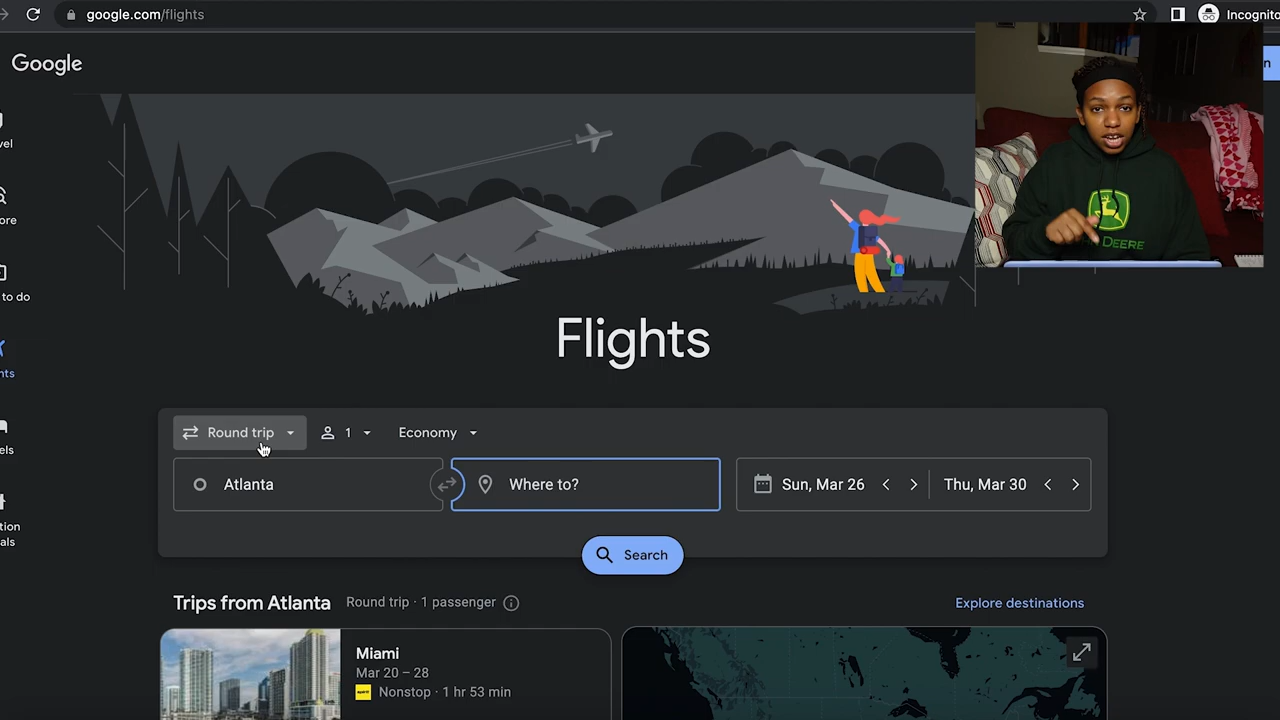 google.com/flights
Incognito
Google
n
vel
ore
to do
nts
els
tion
als
Flights
Round trip
1
Economy
Atlanta
Where to?
Sun, Mar 26
Thu, Mar 30
Search
Trips from Atlanta
Round trip · 1 passenger
Explore destinations
Miami
Mar 20 – 28
Nonstop · 1 hr 53 min
DEERE